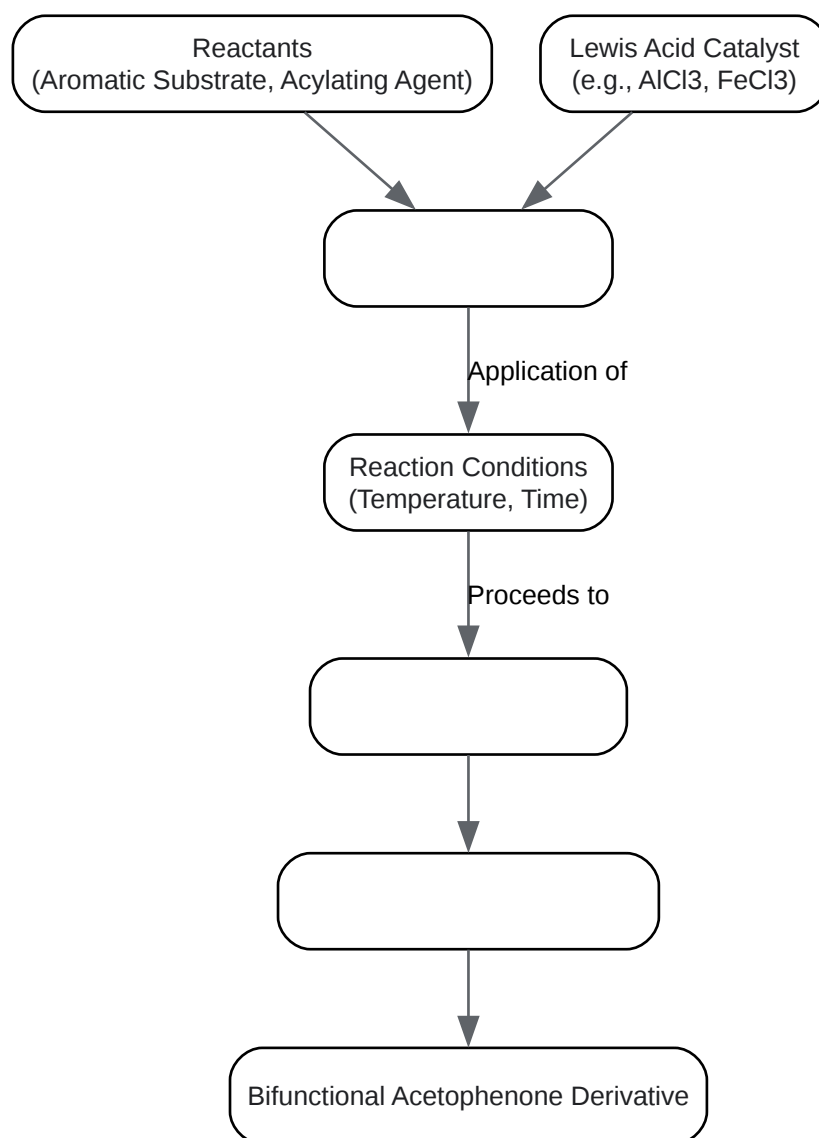 Reactants
(Aromatic Substrate, Acylating Agent)
Lewis Acid Catalyst
(e.g., AlCl3, FeCl3)
Application of
Reaction Conditions
(Temperature, Time)
Proceeds to
Bifunctional Acetophenone Derivative